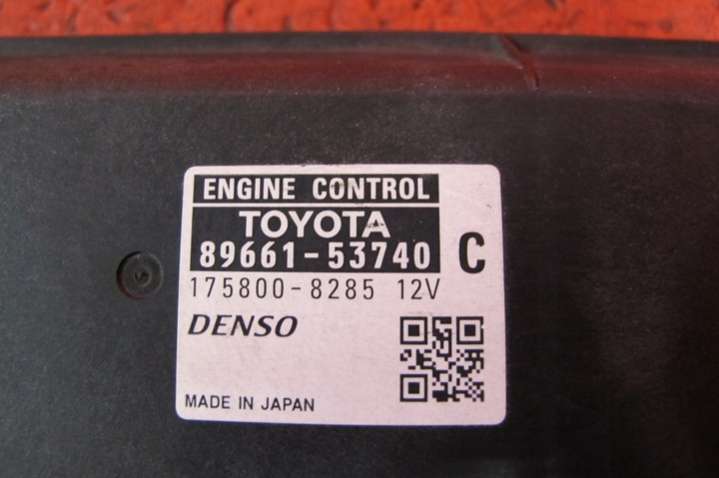 ENGINE CONTROL
TOYOTA
89661-53740 C
175800-8285 12V
DENSO
MADE IN JAPAN